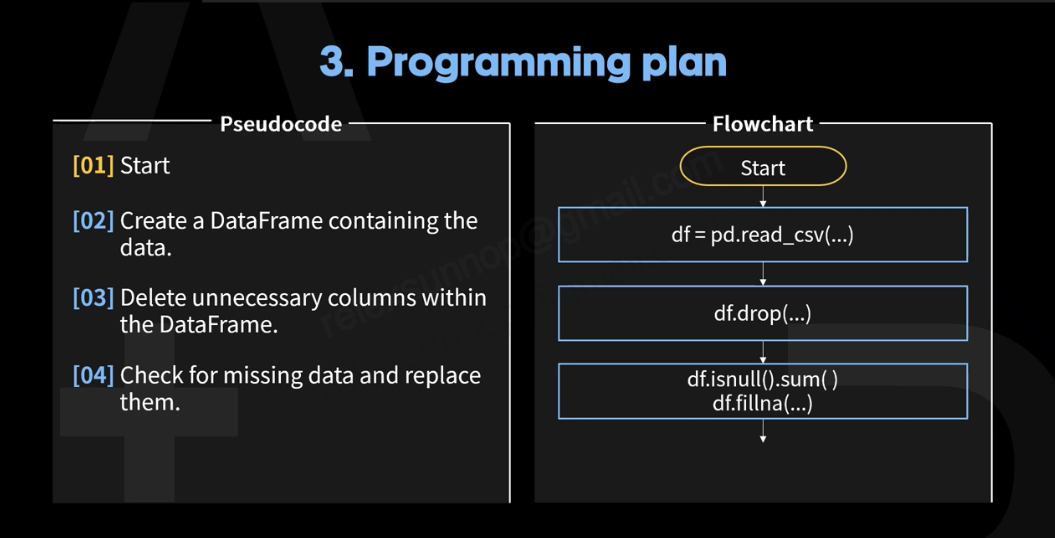 3. Programming plan
Pseudocode
[01] Start
[02] Create a DataFrame containing the
data.
[03] Delete unnecessary columns within
the DataFrame.
[04] Check for missing data and replace
them.
Flowchart
Start
df = pd.read_csv(...)
df.drop(...)
df.isnull().sum( )
df.fillna(...)